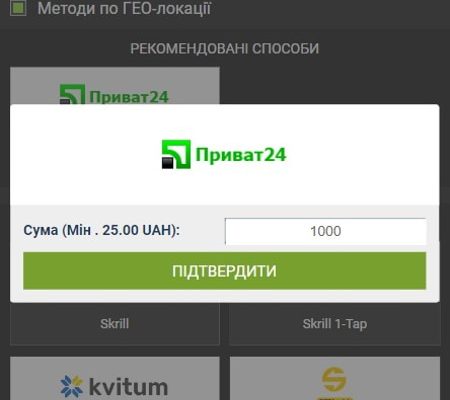 Методи по ГЕО-локації
РЕКОМЕНДОВАНІ СПОСОБИ
Приват24
Приват24
Сума (Мін . 25.00 UAH):
1000
ПІДТВЕРДИТИ
Skrill
Skrill 1-Tap
kvitum